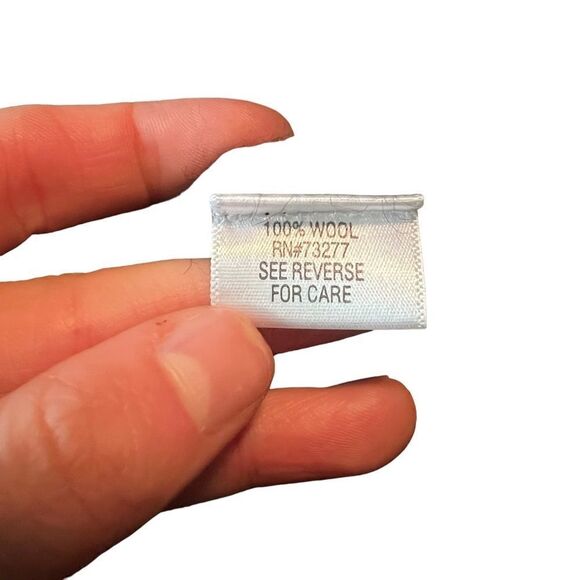 100% WOOL
RN#73277
SEE REVERSE
FOR CARE